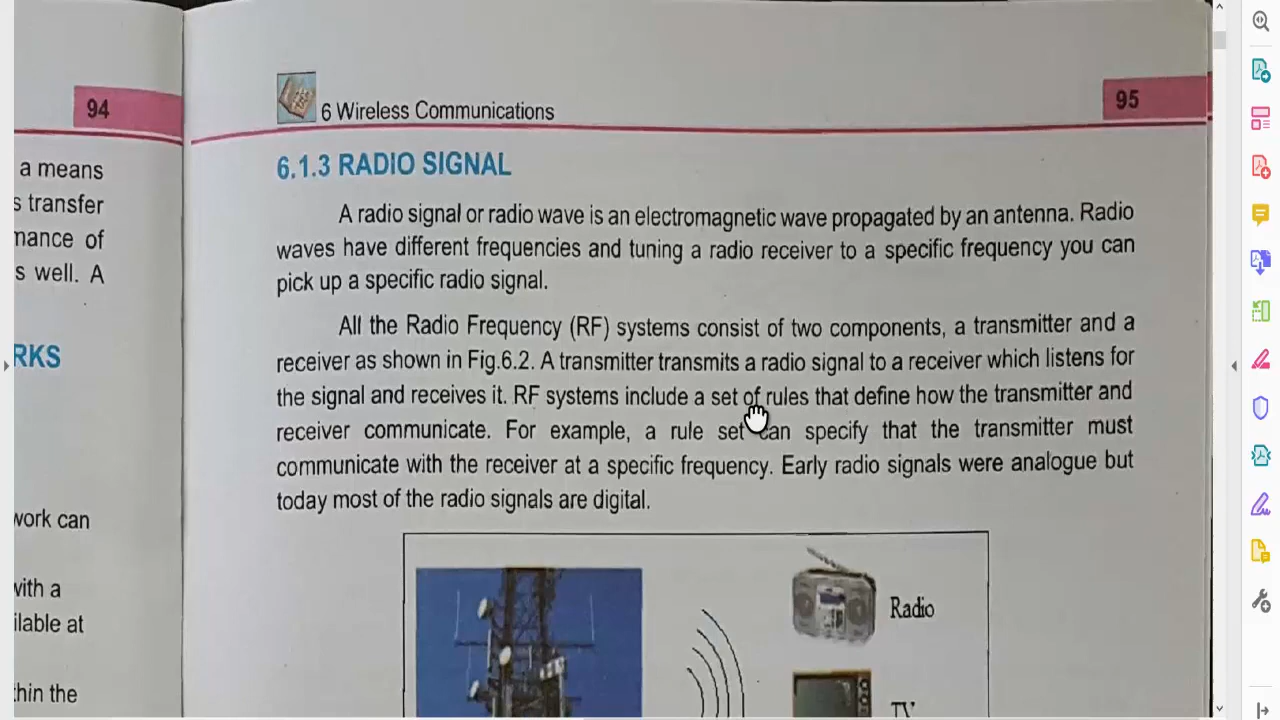 94
a means
s transfer
mance of
s well. A
RKS
work can
with a
ilable at
thin the
6 Wireless Communications
95
6.1.3 RADIO SIGNAL
A radio signal or radio wave is an electromagnetic wave propagated by an antenna. Radio
waves have different frequencies and tuning a radio receiver to a specific frequency you can
pick up a specific radio signal.
All the Radio Frequency (RF) systems consist of two components, a transmitter and a
receiver as shown in Fig.6.2. A transmitter transmits a radio signal to a receiver which listens for
the signal and receives it. RF systems include a set of rules that define how the transmitter and
receiver communicate. For example, a rule set can specify that the transmitter must
communicate with the receiver at a specific frequency. Early radio signals were analogue but
today most of the radio signals are digital.
Radio
TV